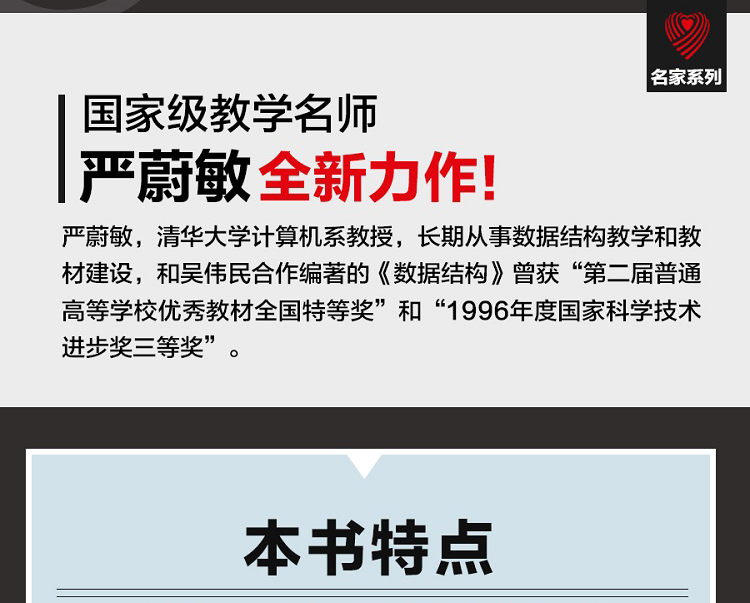 名家系列
国家级教学名师
严蔚敏 全新力作!
严蔚敏，清华大学计算机系教授，长期从事数据结构教学和教
材建设，和吴伟民合作编著的《数据结构》曾获“第二届普通
高等学校优秀教材全国特等奖”和“1996年度国家科学技术
进步奖三等奖”。
本书特点